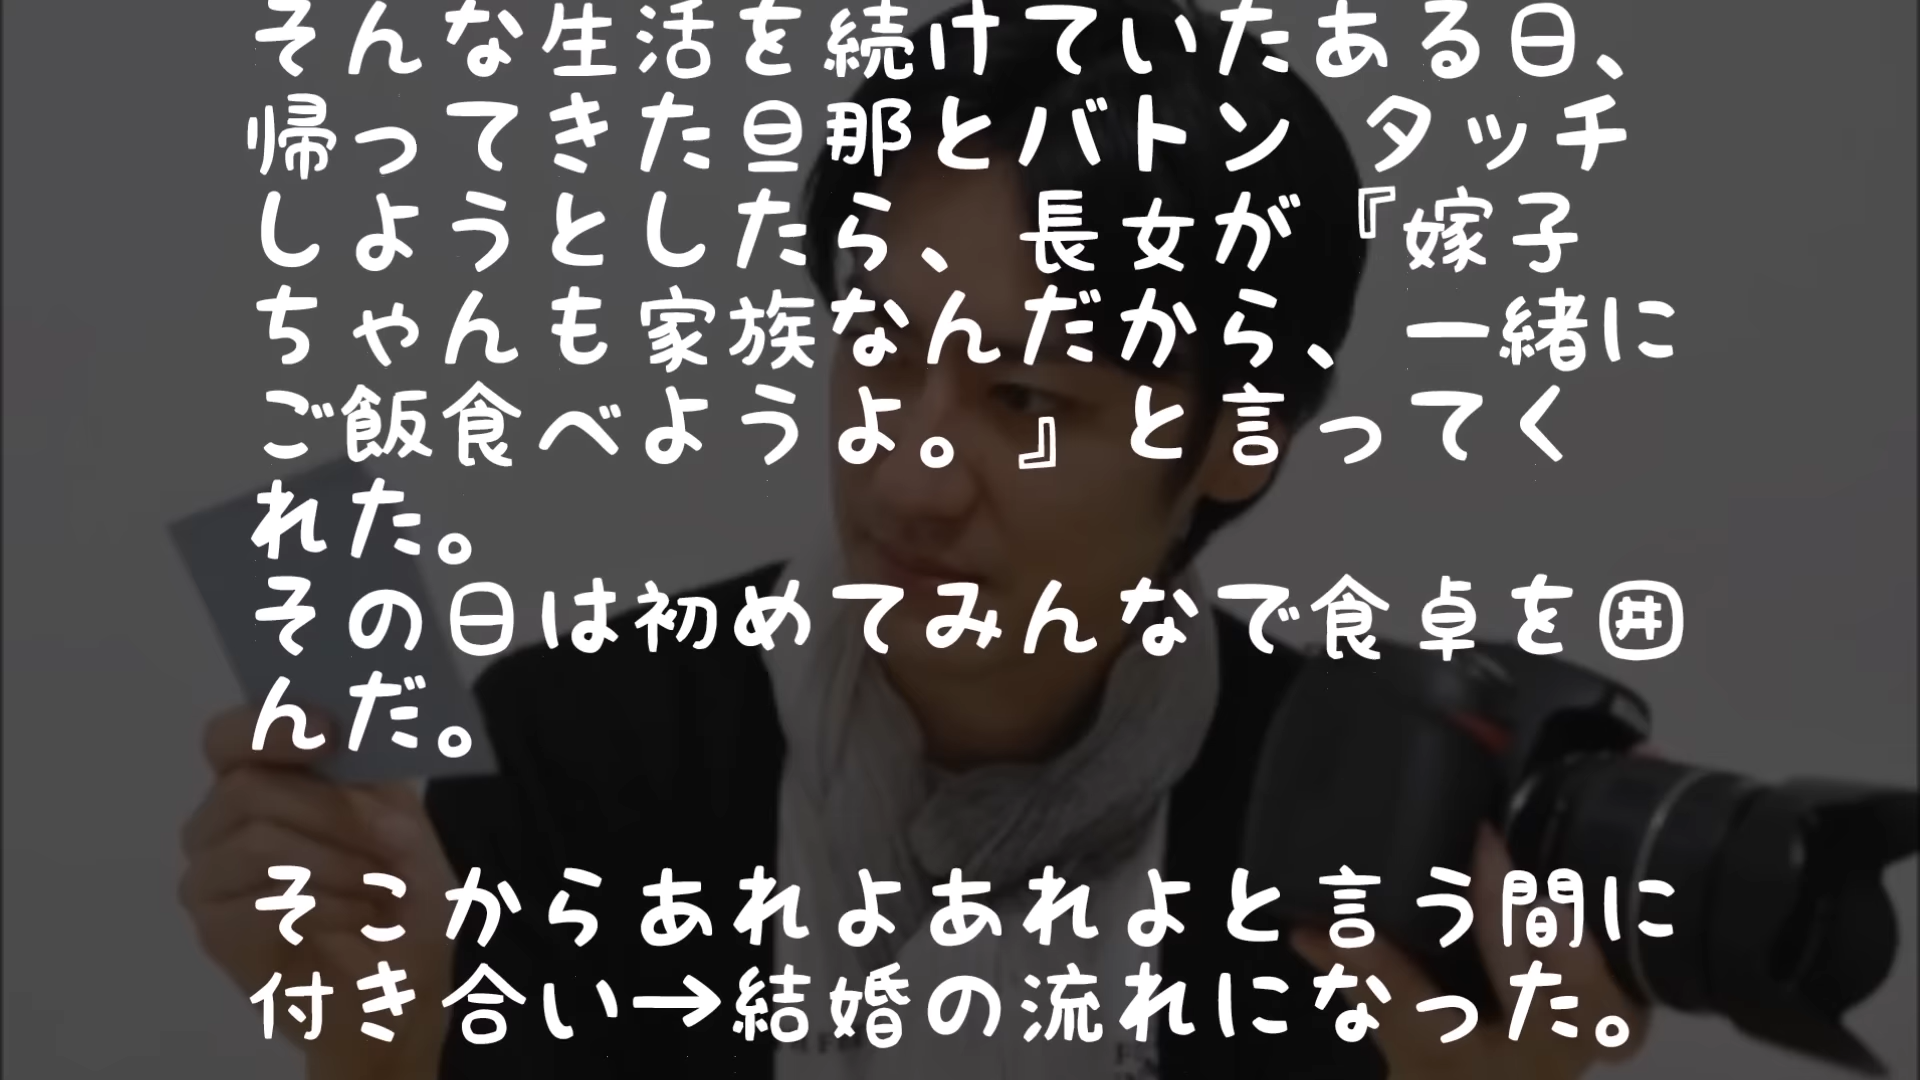 そんな生活を続けていたある日、
帰ってきた旦那とバトン タッチ
しようとしたら、長女が『嫁子
ちゃんも家族なんだから、一緒に
ご飯食べようよ。』と言ってく
れた。
その日は初めてみんなで食卓を囲
んだ。
そこからあれよあれよと言う間に
付き合い→結婚の流れになった。